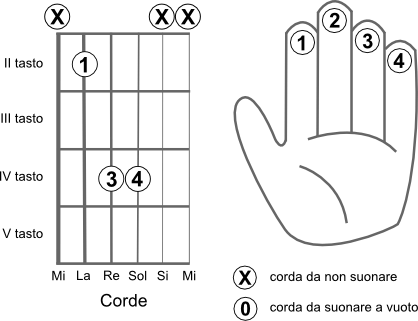 X X X
1 2 3 4
II tasto 1
III tasto
IV tasto 3 4
V tasto
Mi La Re Sol Si Mi
Corde
X corda da non suonare
0 corda da suonare a vuoto